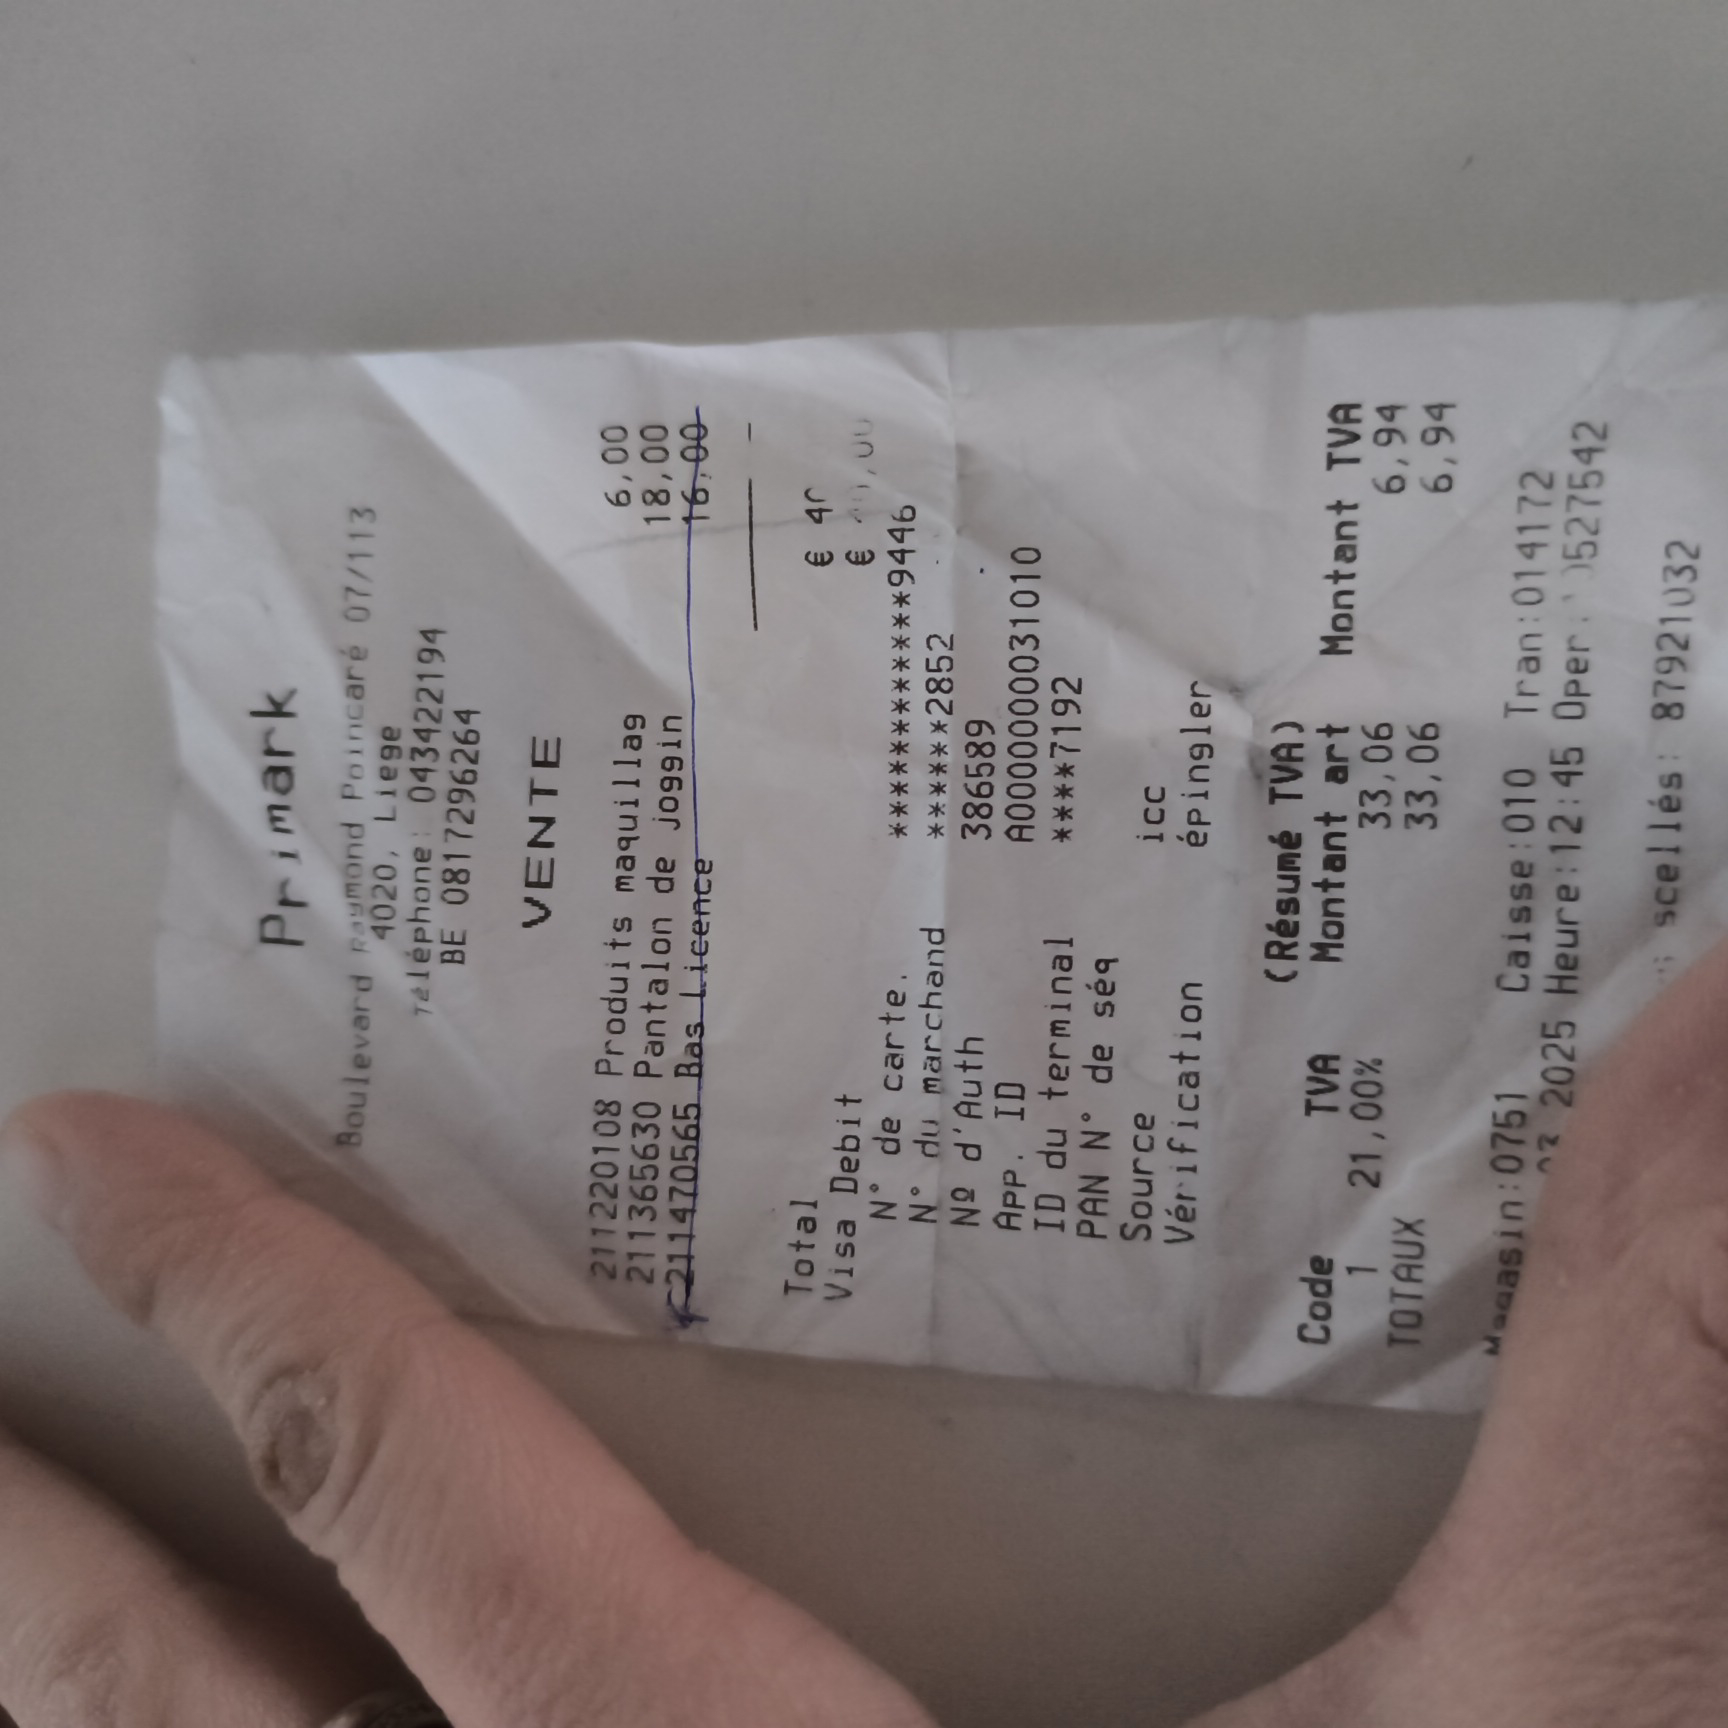 Primark
Boulevard Raymond Poincaré 07/113
4020, Liege
Téléphone: 043422194
BE 0817296264
VENTE
211220108 Produits maquillag 6,00
211365630 Pantalon de joggin 18,00
211470565 Bas Licence 16,00
Total € 40
Visa Debit €
N° de carte. ************9446
N° du marchand ******2852
Nº d'Auth 386589
App. ID A0000000031010
ID du terminal ****7192
PAN N° de séq
Source icc
Vérification épingler
(Résumé TVA)
Code TVA Montant art Montant TVA
1 21,00% 33,06 6,94
TOTAUX 33,06 6,94
Magasin:0751 Caisse:010 Tran:014172
2025 Heure:12:45 Oper:
scellés: 87921032